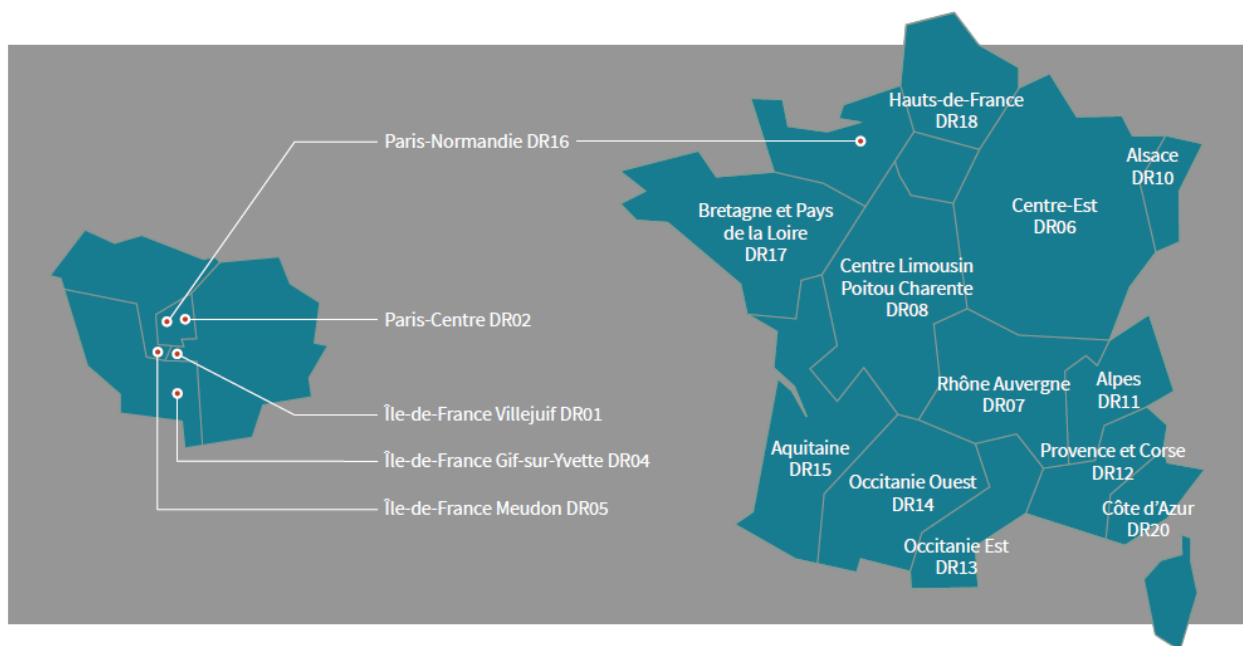 Paris-Normandie DR16
Paris-Centre DR02
Île-de-France Villejuif DR01
Île-de-France Gif-sur-Yvette DR04
Île-de-France Meudon DR05
Hauts-de-France
DR18
Alsace
DR10
Centre-Est
DR06
Bretagne et Pays
de la Loire
DR17
Centre Limousin
Poitou Charente
DR08
Rhône Auvergne
DR07
Alpes
DR11
Aquitaine
DR15
Provence et Corse
DR12
Occitanie Ouest
DR14
Côte d'Azur
DR20
Occitanie Est
DR13